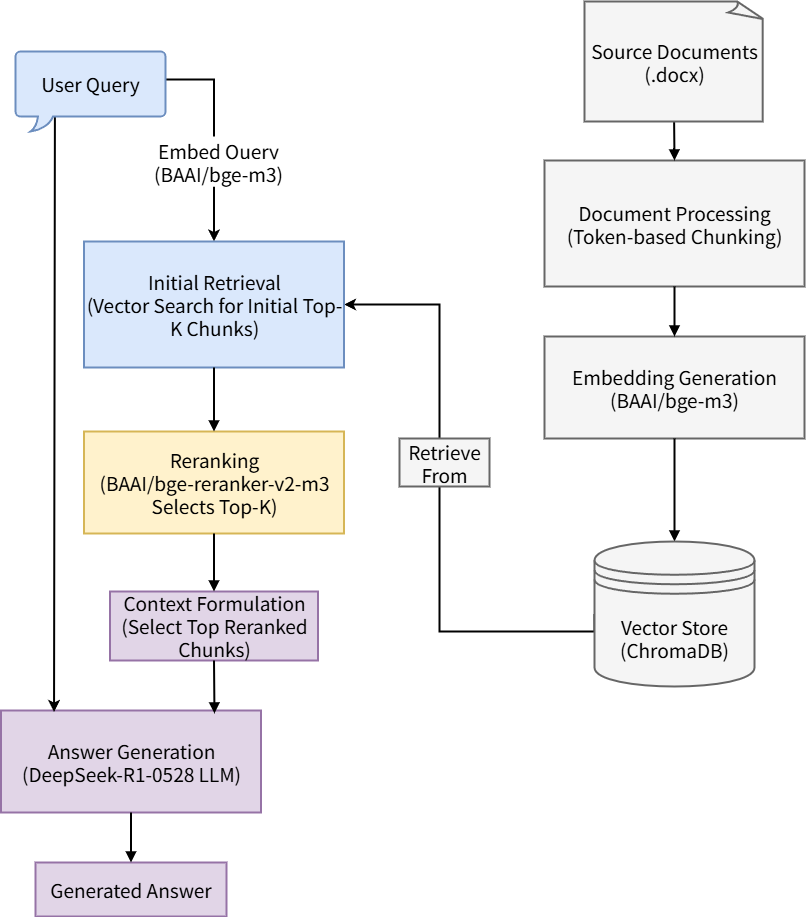 User Query
Embed Query
(BAAI/bge-m3)
Initial Retrieval
(Vector Search for Initial Top-
K Chunks)
Reranking
(BAAI/bge-reranker-v2-m3
Selects Top-K)
Context Formulation
(Select Top Reranked
Chunks)
Answer Generation
(DeepSeek-R1-0528 LLM)
Generated Answer
Retrieve
From
Source Documents
(.docx)
Document Processing
(Token-based Chunking)
Embedding Generation
(BAAI/bge-m3)
Vector Store
(ChromaDB)